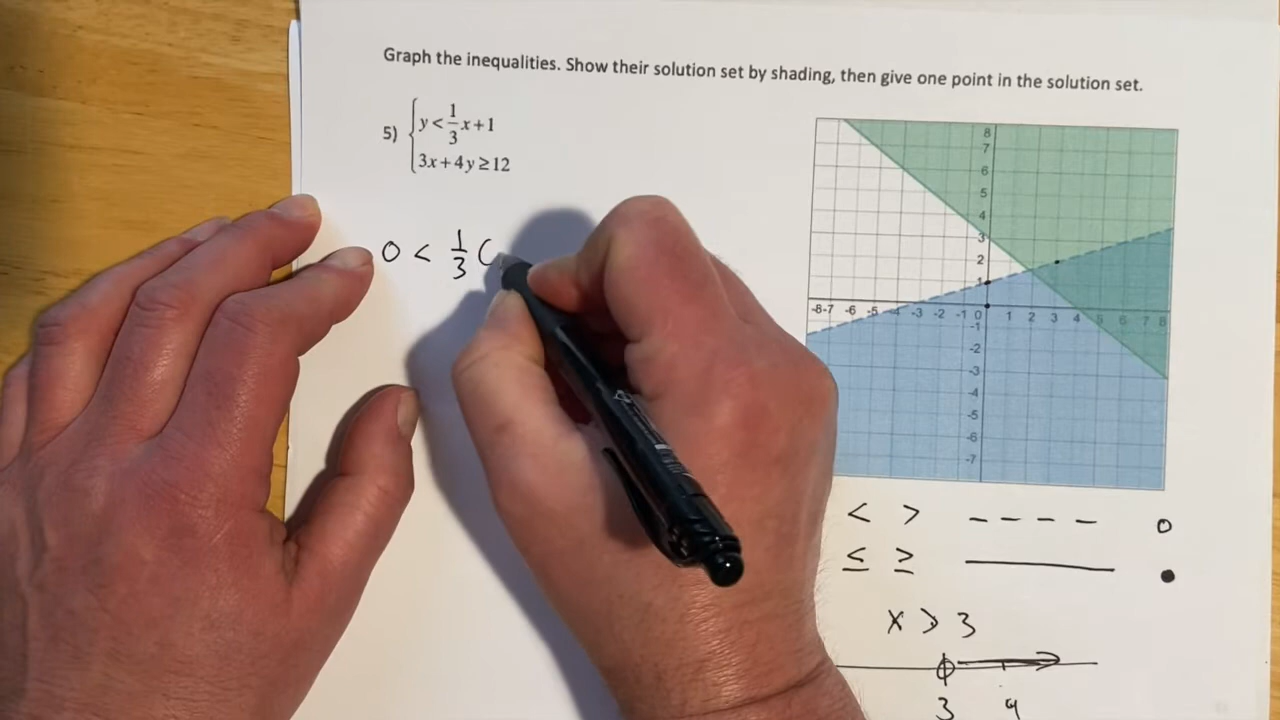 Graph the inequalities. Show their solution set by shading, then give one point in the solution set.
5) { y < 1/3 x + 1
3x + 4y ≥ 12
0 < 1/3 (
8
7
6
5
4
3
2
1
-8 -7 -6 -5 -4 -3 -2 -1 0 1 2 3 4 5 6 7 8
-1
-2
-3
-4
-5
-6
-7
< > - - - - o
≤ ≥ —— •
x > 3
3